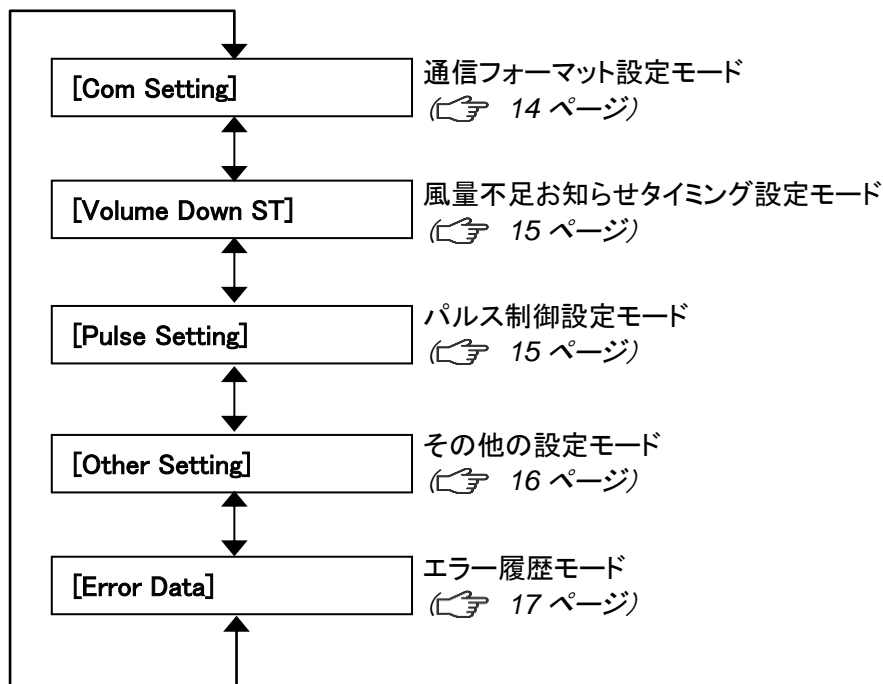 [Com Setting]
通信フォーマット設定モード
(☞ 14 ページ)
[Volume Down ST]
風量不足お知らせタイミング設定モード
(☞ 15 ページ)
[Pulse Setting]
パルス制御設定モード
(☞ 15 ページ)
[Other Setting]
その他の設定モード
(☞ 16 ページ)
[Error Data]
エラー履歴モード
(☞ 17 ページ)